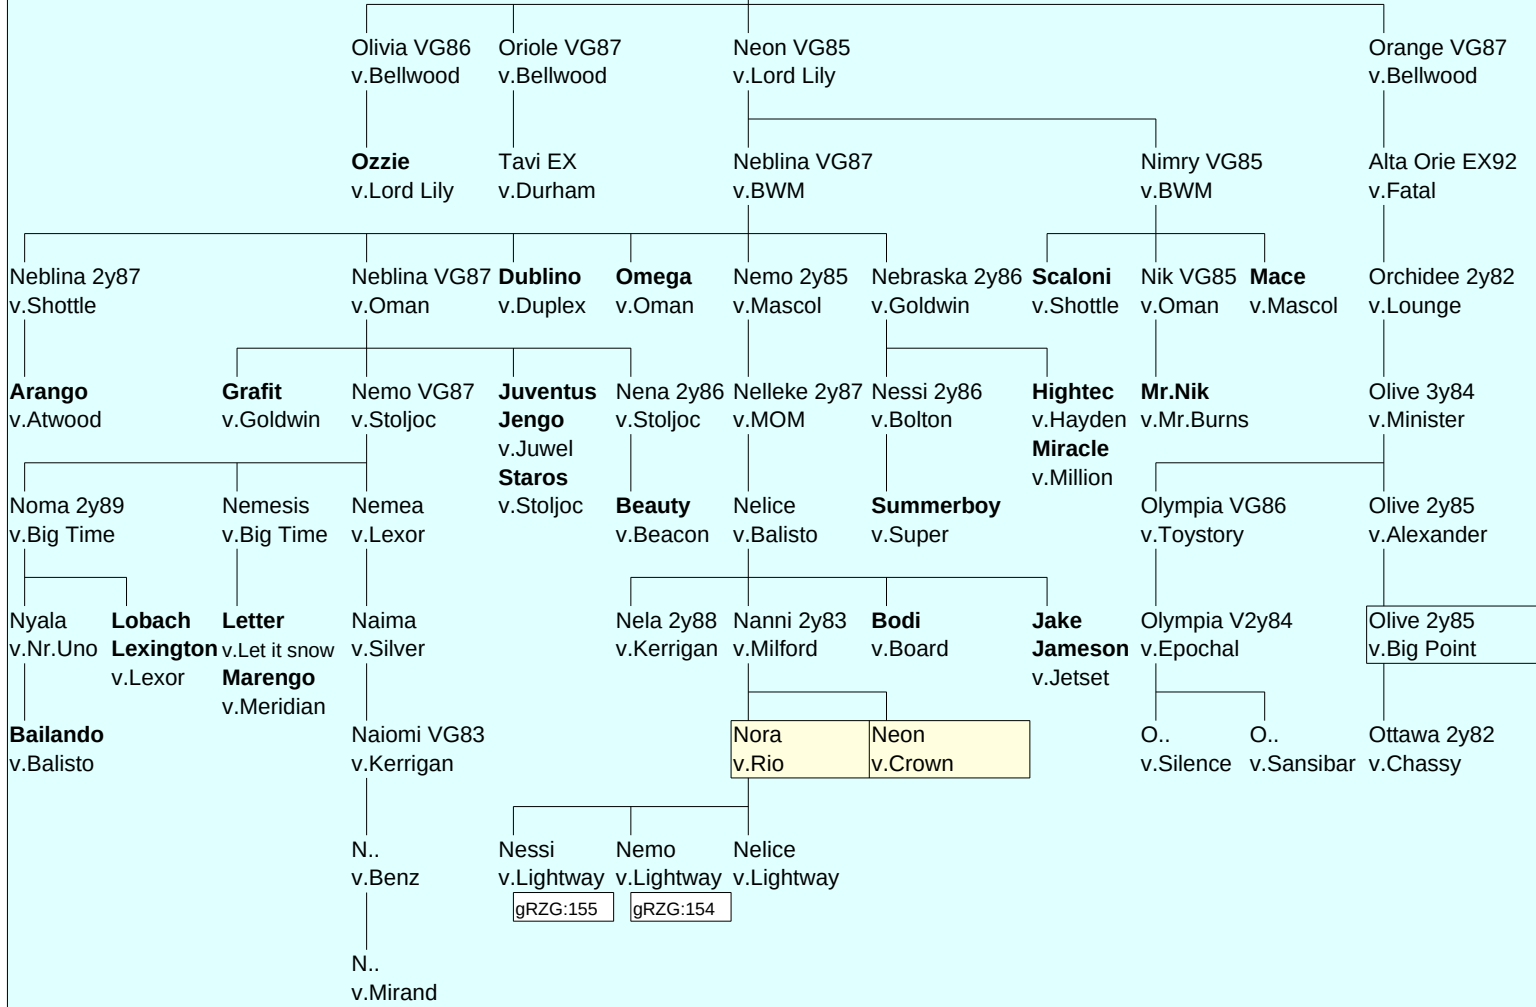 Olivia VG86 Oriole VG87 Neon VG85 Orange VG87
v.Bellwood v.Bellwood v.Lord Lily v.Bellwood
Ozzie Tavi EX Neblina VG87 Nimry VG85 Alta Orie EX92
v.Lord Lily v.Durham v.BWM v.BWM v.Fatal
Neblina 2y87 Neblina VG87 Dublino Omega Nemo 2y85 Nebraska 2y86 Scaloni Nik VG85 Mace Orchidee 2y82
v.Shottle v.Oman v.Duplex v.Oman v.Mascol v.Goldwin v.Shottle v.Oman v.Mascol v.Lounge
Arango Grafit Nemo VG87 Juventus Nena 2y86 Nelleke 2y87 Nessi 2y86 Hightec Mr.Nik Olive 3y84
v.Atwood v.Goldwin v.Stoljoc Jengo v.Stoljoc v.MOM v.Bolton v.Hayden v.Mr.Burns v.Minister
v.Juwel Miracle
Staros v.Million
Noma 2y89 Nemesis Nemea v.Stoljoc Beauty Nelice Summerboy Olympia VG86 Olive 2y85
v.Big Time v.Big Time v.Lexor v.Beacon v.Balisto v.Super v.Toystory v.Alexander
Nyala Lobach Letter Naima Nela 2y88 Nanni 2y83 Bodi Jake Olympia V2y84 Olive 2y85
v.Nr.Uno Lexington v.Let it snow v.Silver v.Kerrigan v.Milford v.Board Jameson v.Epochal v.Big Point
v.Lexor Marengo v.Jetset
v.Meridian
Bailando Naiomi VG83 Nora Neon O.. O.. Ottawa 2y82
v.Balisto v.Kerrigan v.Rio v.Crown v.Silence v.Sansibar v.Chassy
N.. Nessi Nemo Nelice
v.Benz v.Lightway v.Lightway v.Lightway
gRZG:155 gRZG:154
N..
v.Mirand